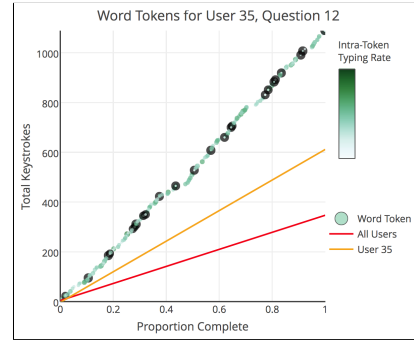 Word Tokens for User 35, Question 12
Intra-Token
Typing Rate
1000
800
600
400
200
0
0
0.2
0.4
0.6
0.8
1
Total Keystrokes
Proportion Complete
Word Token
All Users
User 35